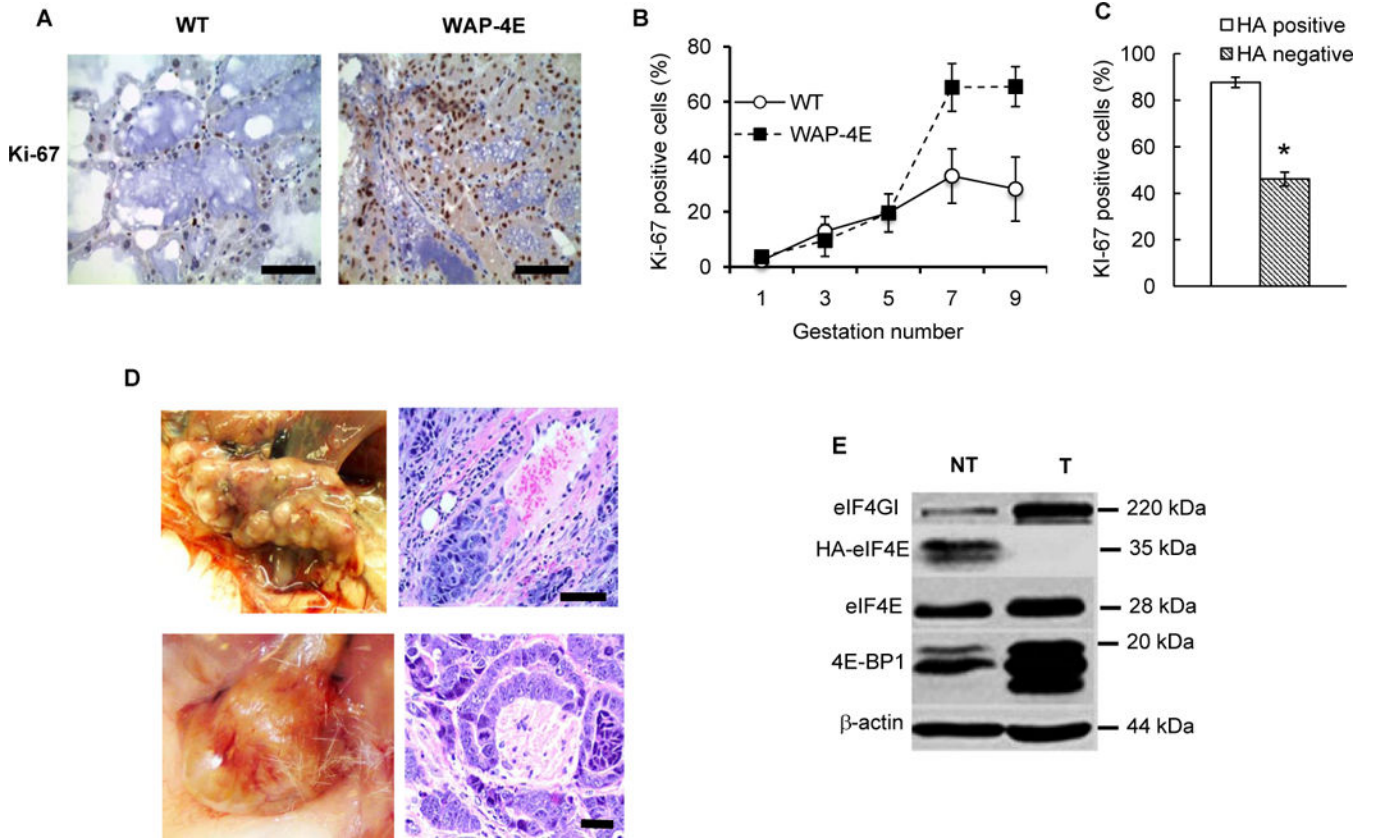 A
WT
WAP-4E
Ki-67
B
Ki-67 positive cells (%)
80
60
40
20
0
WT
WAP-4E
1 3 5 7 9
Gestation number
C
HA positive
HA negative
KI-67 positive cells (%)
100
80
60
40
20
0
*
D
E
NT T
eIF4GI 220 kDa
HA-eIF4E 35 kDa
eIF4E 28 kDa
4E-BP1 20 kDa
β-actin 44 kDa